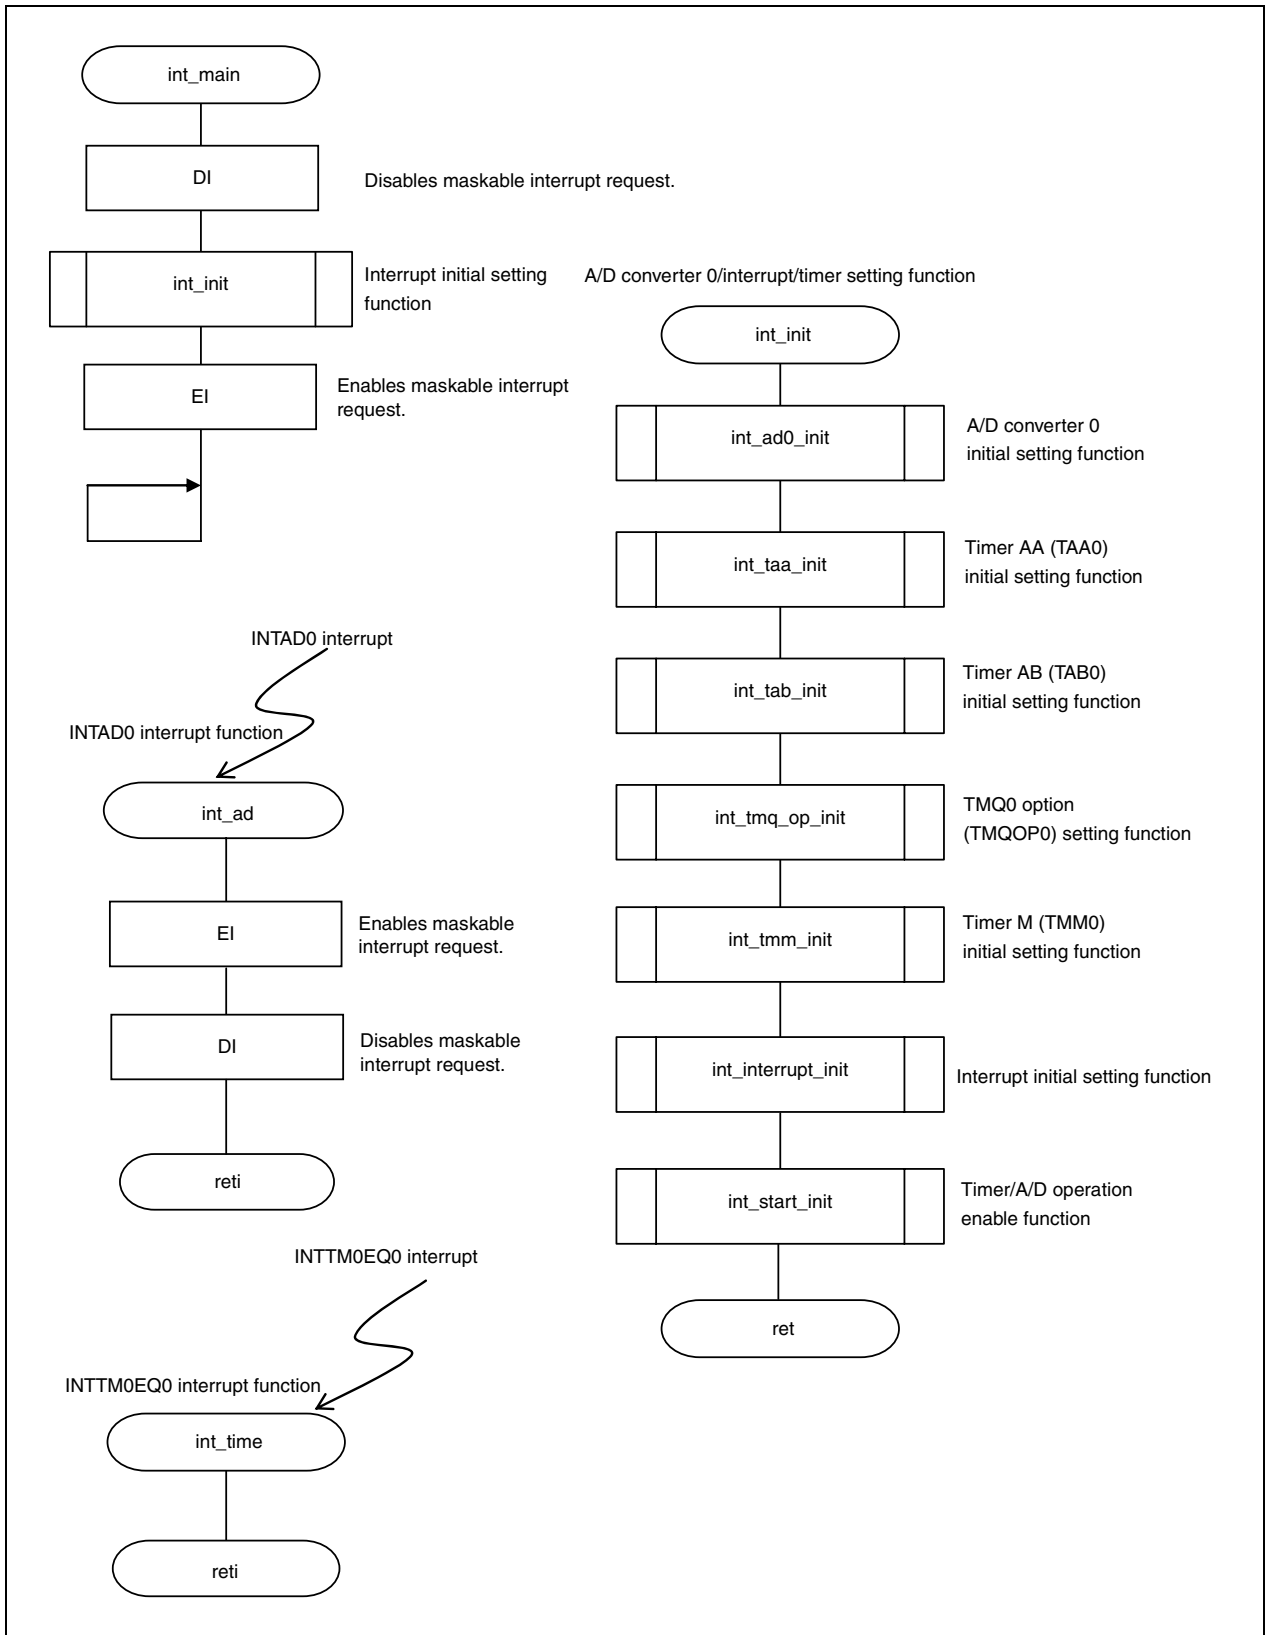 int_main
DI
Disables maskable interrupt request.
int_init
Interrupt initial setting
function
EI
Enables maskable interrupt
request.
INTAD0 interrupt
INTAD0 interrupt function
int_ad
EI
Enables maskable
interrupt request.
DI
Disables maskable
interrupt request.
reti
INTTM0EQ0 interrupt
INTTM0EQ0 interrupt function
int_time
reti
A/D converter 0/interrupt/timer setting function
int_init
int_ad0_init
A/D converter 0
initial setting function
int_taa_init
Timer AA (TAA0)
initial setting function
int_tab_init
Timer AB (TAB0)
initial setting function
int_tmq_op_init
TMQ0 option
(TMQOP0) setting function
int_tmm_init
Timer M (TMM0)
initial setting function
int_interrupt_init
Interrupt initial setting function
int_start_init
Timer/A/D operation
enable function
ret